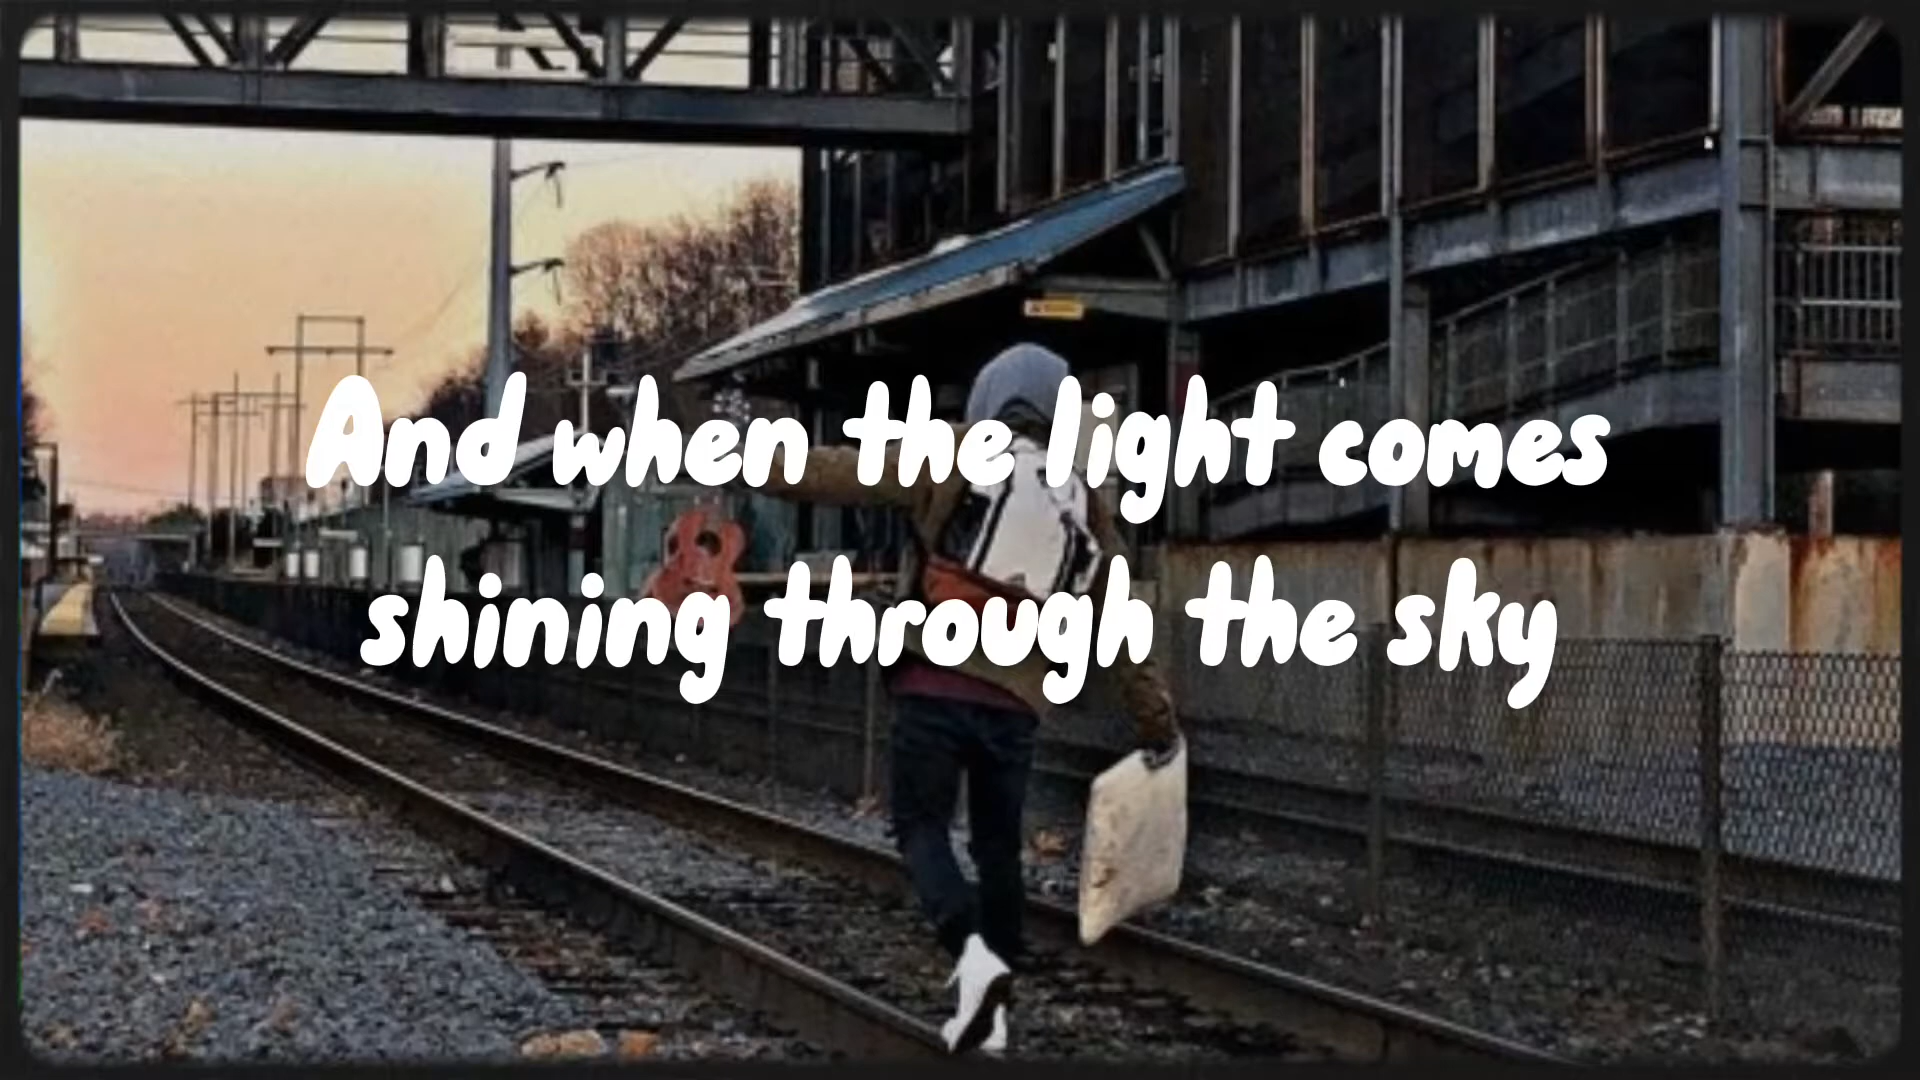 And when the light comes
shining through the sky